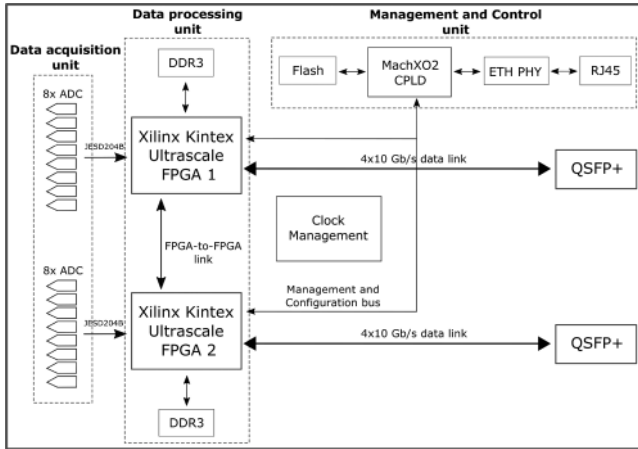 Data processing
unit
Management and Control
unit
Data acquisition
unit
DDR3
Flash
MachXO2
CPLD
ETH PHY
RJ45
8x ADC
JESD204B
Xilinx Kintex
Ultrascale
FPGA 1
4x10 Gb/s data link
QSFP+
Clock
Management
FPGA-to-FPGA
link
8x ADC
Management and
Configuration bus
JESD204B
Xilinx Kintex
Ultrascale
FPGA 2
4x10 Gb/s data link
QSFP+
DDR3